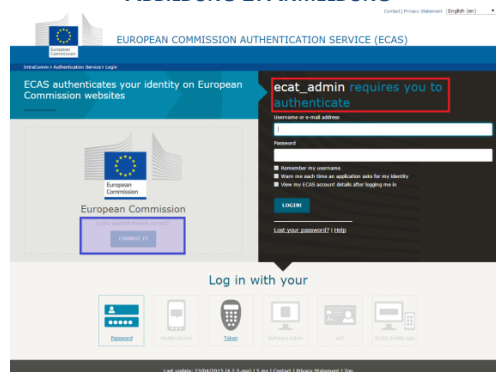 Contact | Privacy Statement English (en)
EUROPEAN COMMISSION AUTHENTICATION SERVICE (ECAS)
European
Commission
IntraComm > Authentication Service > Login
ECAS authenticates your identity on European
Commission websites
ecat_admin requires you to
authenticate
Username or e-mail address
Password
Remember my username
Warn me each time an application asks for my identity
View my ECAS account details after logging me in
LOGIN!
Lost your password? | Help
European
Commission
European Commission
CHANGE IT
Log in with your
Password
Mobile phone
Token
Software token
eID
ECAS mobile app